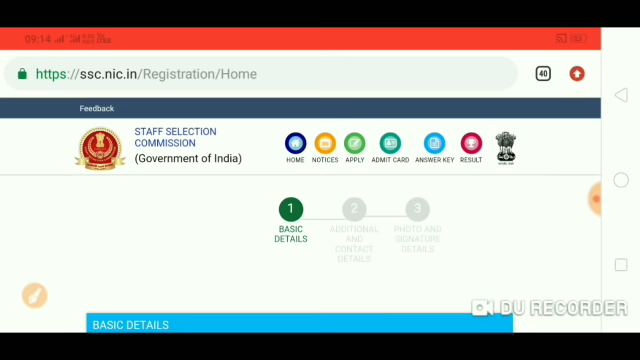 09:14
https://ssc.nic.in/Registration/Home
40
Feedback
STAFF SELECTION
COMMISSION
(Government of India)
HOME NOTICES APPLY ADMIT CARD ANSWER KEY RESULT
1 2 3
BASIC
DETAILS
ADDITIONAL
AND
CONTACT
DETAILS
PHOTO AND
SIGNATURE
DETAILS
DU RECORDER
BASIC DETAILS